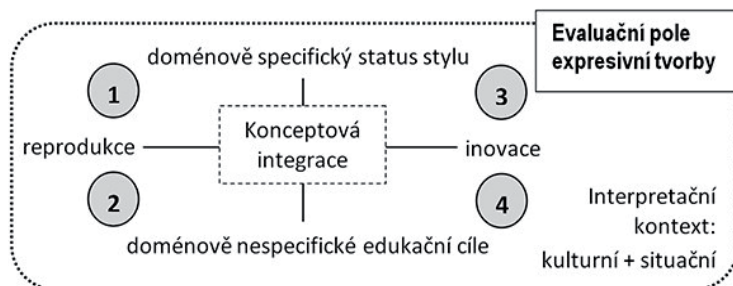 Evaluační pole
expresivní tvorby
doménově specifický status stylu
1
3
Konceptová
integrace
reprodukce
inovace
2
4
doménově nespecifické edukační cíle
Interpretační
kontext:
kulturní + situační